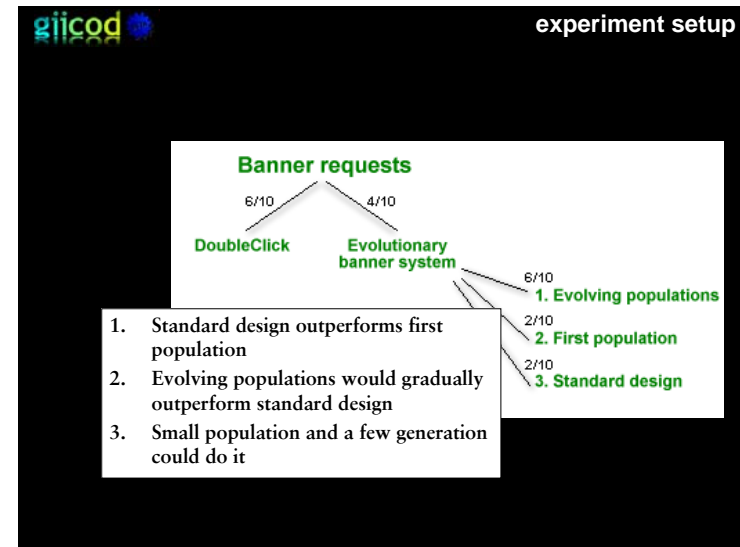 giicod
experiment setup
Banner requests
6/10 4/10
DoubleClick Evolutionary
banner system
6/10
1. Evolving populations
2/10
2. First population
2/10
3. Standard design
1. Standard design outperforms first
population
2. Evolving populations would gradually
outperform standard design
3. Small population and a few generation
could do it